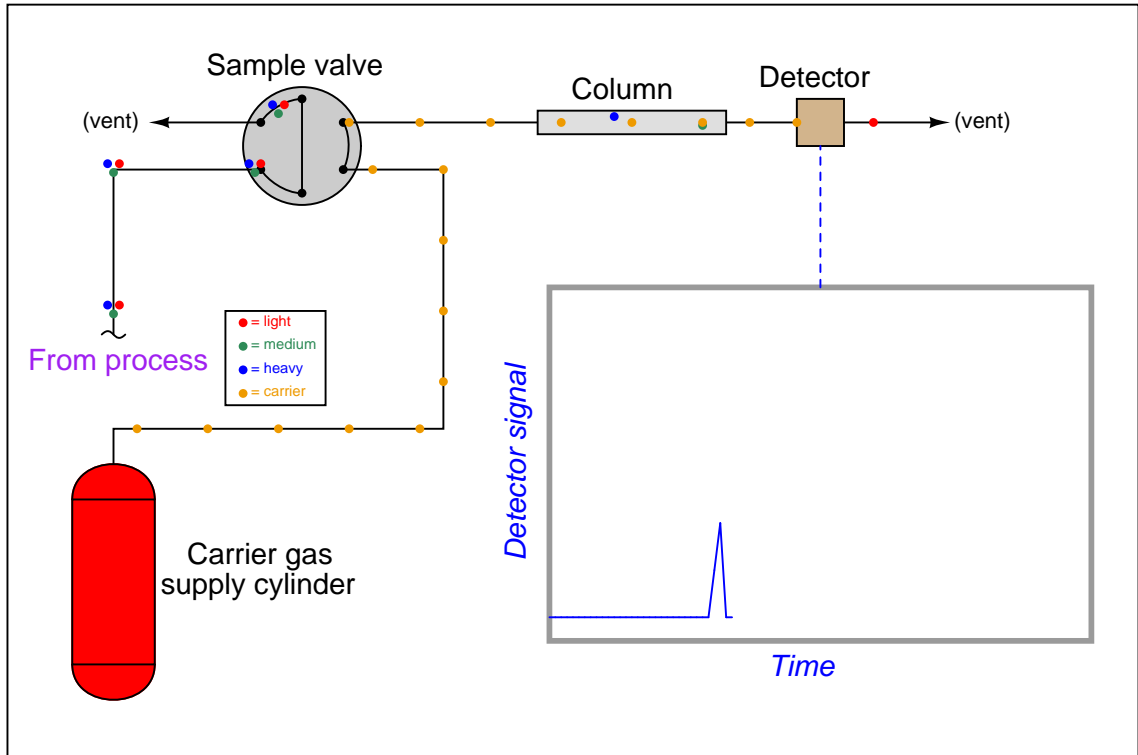 Sample valve
Column
Detector
(vent)
(vent)
= light
= medium
= heavy
= carrier
From process
Detector signal
Carrier gas
supply cylinder
Time